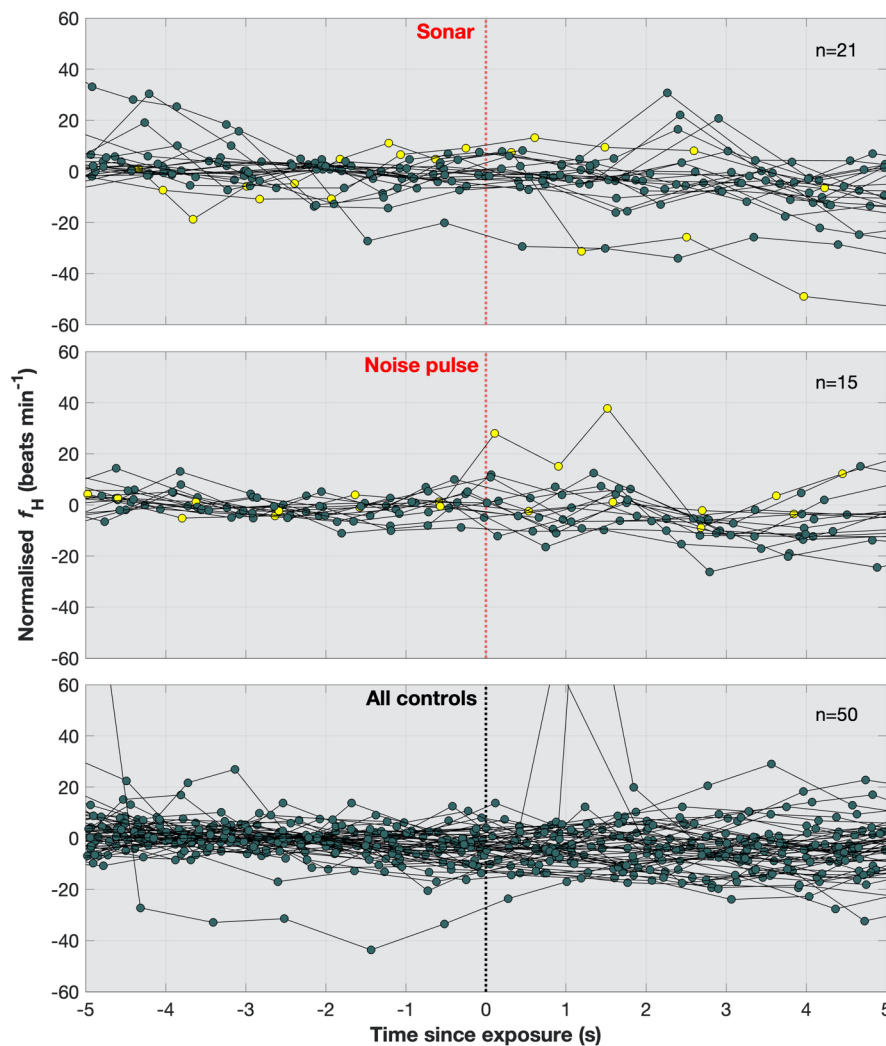 60
Sonar
n=21
40
20
0
-20
-40
-60
60
Noise pulse
n=15
40
20
0
-20
-40
-60
60
All controls
n=50
40
20
0
-20
-40
-60
-5 -4 -3 -2 -1 0 1 2 3 4 5
Time since exposure (s)
Normalised fH (beats min-1)